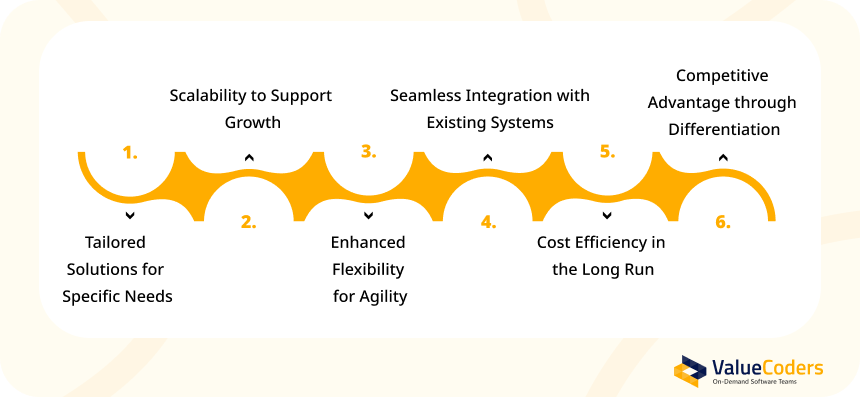 1.
Tailored
Solutions for
Specific Needs
Scalability to Support
Growth
2.
3.
Enhanced
Flexibility
for Agility
Seamless Integration with
Existing Systems
4.
5.
Cost Efficiency in
the Long Run
Competitive
Advantage through
Differentiation
6.
ValueCoders
On-Demand Software Teams